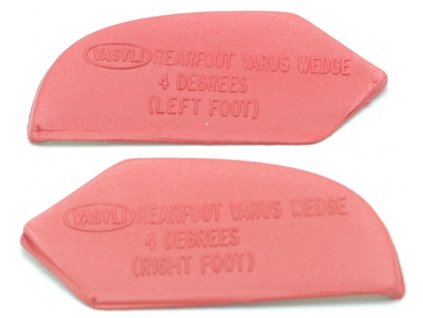 VASYLI REARFOOT VARUS WEDGE
4 DEGREES
(LEFT FOOT)
VASYLI REARFOOT VARUS WEDGE
4 DEGREES
(RIGHT FOOT)